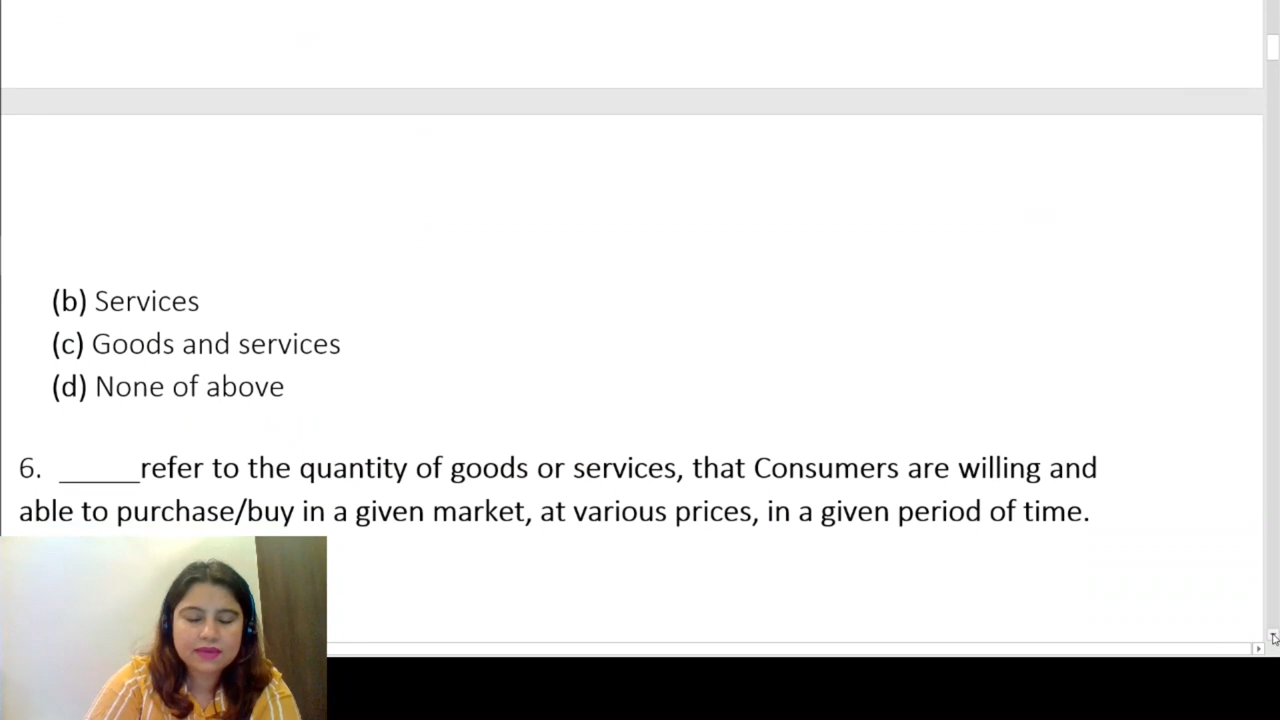 (b) Services
(c) Goods and services
(d) None of above
6. _____refer to the quantity of goods or services, that Consumers are willing and
able to purchase/buy in a given market, at various prices, in a given period of time.